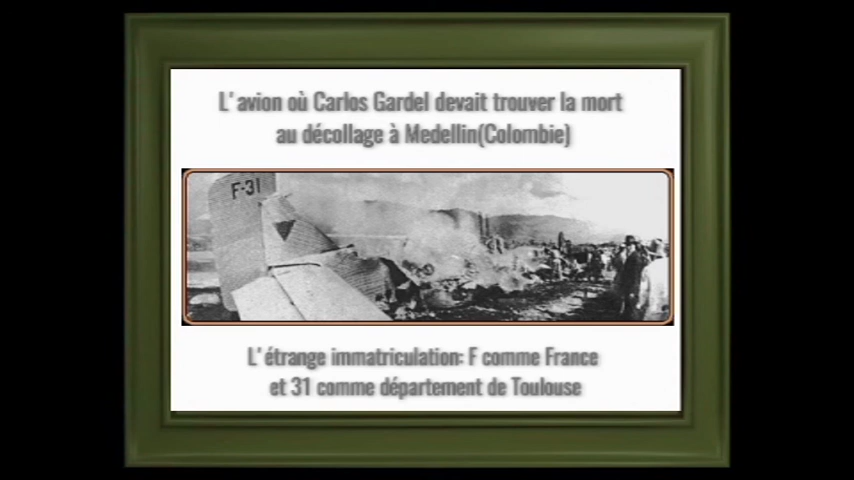 L'avion où Carlos Gardel devait trouver la mort
au décollage à Medellin(Colombie)
F-31
L'étrange immatriculation: F comme France
et 31 comme département de Toulouse